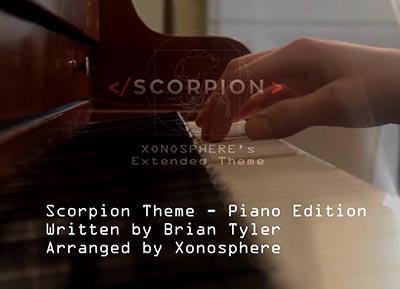 </SCORPION>
XONOSPHERE's
Extended Theme
Scorpion Theme - Piano Edition
Written by Brian Tyler
Arranged by Xonosphere